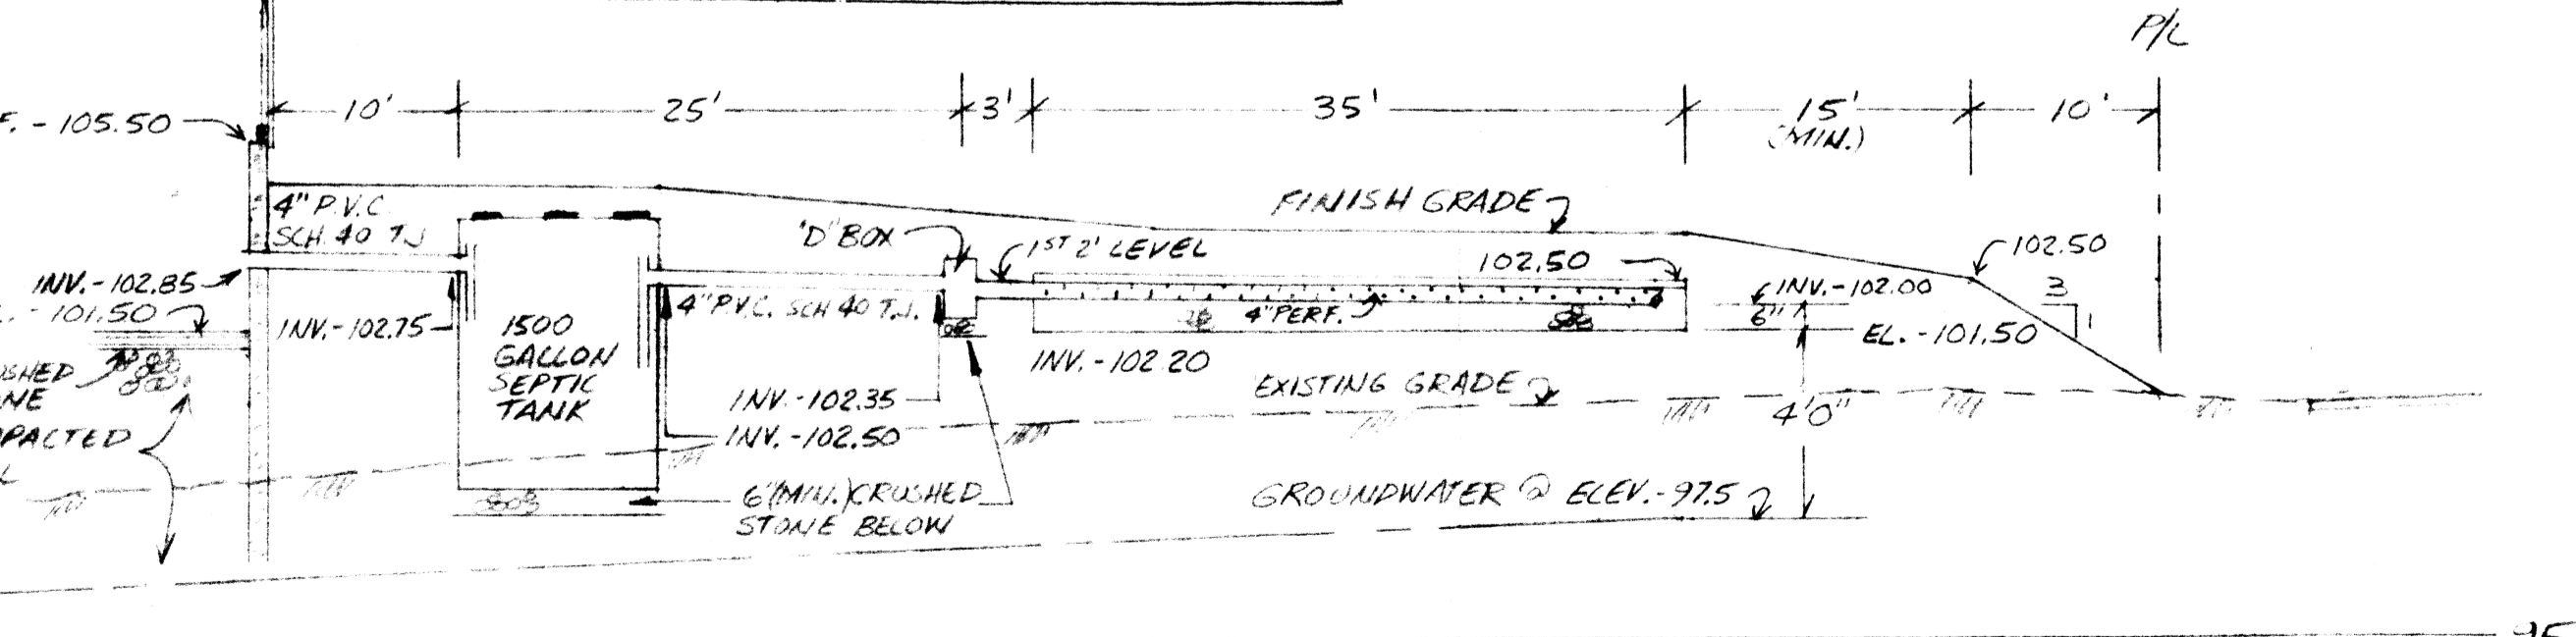 P/L
10'
25'
3'
35'
15'
(MIN.)
10'
F. - 105.50
4" P.V.C.
SCH. 40 T.J.
'D' BOX
1ST 2' LEVEL
FINISH GRADE
102.50
102.50
INV.-102.85
- 101.50
INV.-102.75
1500
GALLON
SEPTIC
TANK
4" P.V.C. SCH 40 T.J.
4" PERF.
INV.-102.00
6"
3
1
EL. -101.50
INV. -102.20
INV. -102.35
INV. -102.50
EXISTING GRADE
4'0"
6"(MIN.) CRUSHED
STONE BELOW
GROUNDWATER @ ELEV.-97.5
USHED
ONE
PACTED
L
95